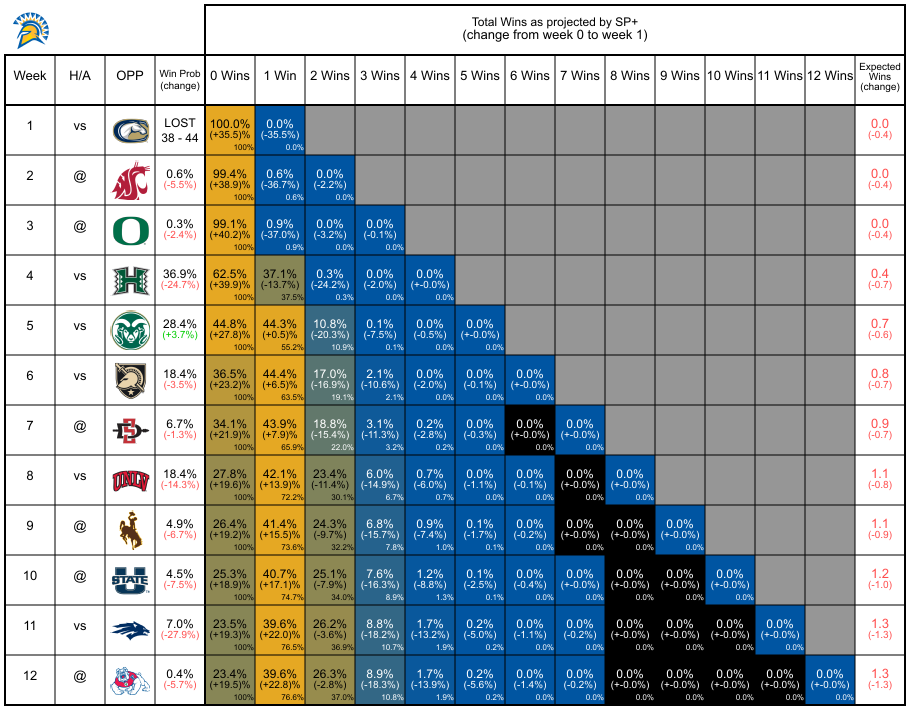 Total Wins as projected by SP+
(change from week 0 to week 1)
Week H/A OPP Win Prob (change) 0 Wins 1 Win 2 Wins 3 Wins 4 Wins 5 Wins 6 Wins 7 Wins 8 Wins 9 Wins 10 Wins 11 Wins 12 Wins Expected Wins (change)
1 vs LOST 100.0% 0.0% 0.0
38 - 44 (+35.5)% (-35.5%) (-0.4)
100% 0.0%
2 @ 0.6% 99.4% 0.6% 0.0% 0.0
(-5.5%) (+38.9)% (-36.7%) (-2.2%) (-0.4)
100% 0.6% 0.0%
3 @ 0.3% 99.1% 0.9% 0.0% 0.0% 0.0
(-2.4%) (+40.2)% (-37.0%) (-3.2%) (-0.1%) (-0.4)
100% 0.9% 0.0% 0.0%
4 vs H 36.9% 62.5% 37.1% 0.3% 0.0% 0.0% 0.4
(-24.7%) (+39.9)% (-13.7%) (-24.2%) (-2.0%) (+-0.0%) (-0.7)
100% 37.5% 0.3% 0.0% 0.0%
5 vs 28.4% 44.8% 44.3% 10.8% 0.1% 0.0% 0.0% 0.7
(+3.7%) (+27.8)% (+0.5)% (-20.3%) (-7.5%) (-0.5%) (+-0.0%) (-0.6)
100% 55.2% 10.9% 0.1% 0.0% 0.0%
6 vs 18.4% 36.5% 44.4% 17.0% 2.1% 0.0% 0.0% 0.0% 0.8
(-3.5%) (+23.2)% (+6.5)% (-16.9%) (-10.6%) (-2.0%) (-0.1%) (+-0.0%) (-0.7)
100% 63.5% 19.1% 2.1% 0.0% 0.0% 0.0%
7 @ SD 6.7% 34.1% 43.9% 18.8% 3.1% 0.2% 0.0% 0.0% 0.0% 0.9
(-1.3%) (+21.9)% (+7.9)% (-15.4%) (-11.3%) (-2.8%) (-0.3%) (+-0.0%) (+-0.0%) (-0.7)
100% 65.9% 22.0% 3.2% 0.2% 0.0% 0.0% 0.0%
8 vs UNLV 18.4% 27.8% 42.1% 23.4% 6.0% 0.7% 0.0% 0.0% 0.0% 0.0% 1.1
(-14.3%) (+19.6)% (+13.9)% (-11.4%) (-14.9%) (-6.0%) (-1.1%) (-0.1%) (+-0.0%) (+-0.0%) (-0.8)
100% 72.2% 30.1% 6.7% 0.7% 0.0% 0.0% 0.0% 0.0%
9 @ 4.9% 26.4% 41.4% 24.3% 6.8% 0.9% 0.1% 0.0% 0.0% 0.0% 0.0% 1.1
(-6.7%) (+19.2)% (+15.5)% (-9.7%) (-15.7%) (-7.4%) (-1.7%) (-0.2%) (+-0.0%) (+-0.0%) (+-0.0%) (-0.9)
100% 73.6% 32.2% 7.8% 1.0% 0.1% 0.0% 0.0% 0.0% 0.0%
10 @ U STATE 4.5% 25.3% 40.7% 25.1% 7.6% 1.2% 0.1% 0.0% 0.0% 0.0% 0.0% 0.0% 1.2
(-7.5%) (+18.9)% (+17.1)% (-7.9%) (-16.3%) (-8.8%) (-2.5%) (-0.4%) (+-0.0%) (+-0.0%) (+-0.0%) (+-0.0%) (-1.0)
100% 74.7% 34.0% 8.9% 1.3% 0.1% 0.0% 0.0% 0.0% 0.0% 0.0%
11 vs 7.0% 23.5% 39.6% 26.2% 8.8% 1.7% 0.2% 0.0% 0.0% 0.0% 0.0% 0.0% 0.0% 1.3
(-27.9%) (+19.3)% (+22.0)% (-3.6%) (-18.2%) (-13.2%) (-5.0%) (-1.1%) (-0.2%) (+-0.0%) (+-0.0%) (+-0.0%) (+-0.0%) (-1.3)
100% 76.5% 36.9% 10.7% 1.9% 0.2% 0.0% 0.0% 0.0% 0.0% 0.0% 0.0%
12 @ 0.4% 23.4% 39.6% 26.3% 8.9% 1.7% 0.2% 0.0% 0.0% 0.0% 0.0% 0.0% 0.0% 0.0% 1.3
(-5.7%) (+19.5)% (+22.8)% (-2.8%) (-18.3%) (-13.9%) (-5.6%) (-1.4%) (-0.2%) (+-0.0%) (+-0.0%) (+-0.0%) (+-0.0%) (+-0.0%) (-1.3)
100% 76.6% 37.0% 10.8% 1.9% 0.2% 0.0% 0.0% 0.0% 0.0% 0.0% 0.0% 0.0%